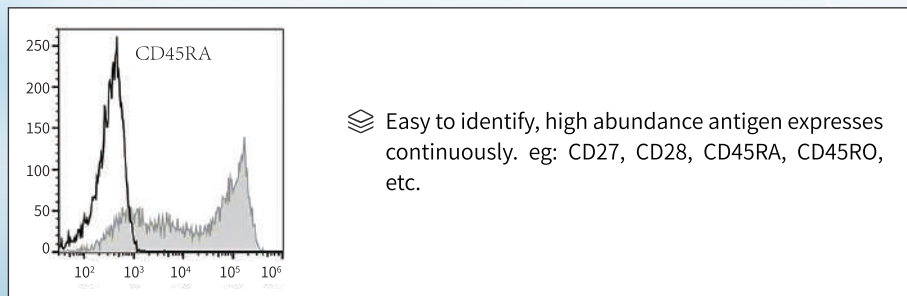 CD45RA
250
200
150
100
50
0
10² 10³ 10⁴ 10⁵ 10⁶
Easy to identify, high abundance antigen expresses
continuously. eg: CD27, CD28, CD45RA, CD45RO,
etc.